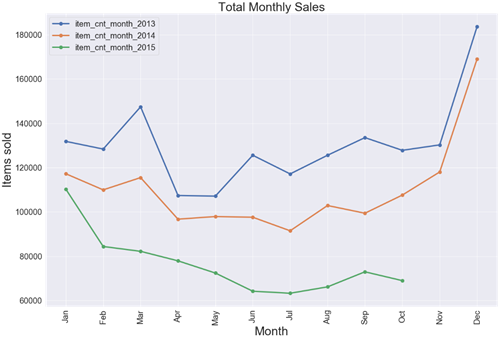 Total Monthly Sales
item_cnt_month_2013
item_cnt_month_2014
item_cnt_month_2015
Items sold
180000
160000
140000
120000
100000
80000
60000
Jan Feb Mar Apr May Jun Jul Aug Sep Oct Nov Dec
Month